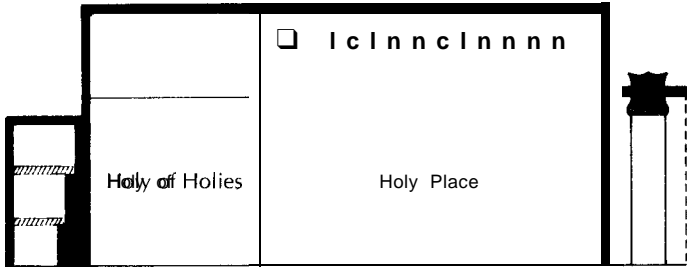 ❑ l c l n n c l n n n n
Holy of Holies
Holy Place